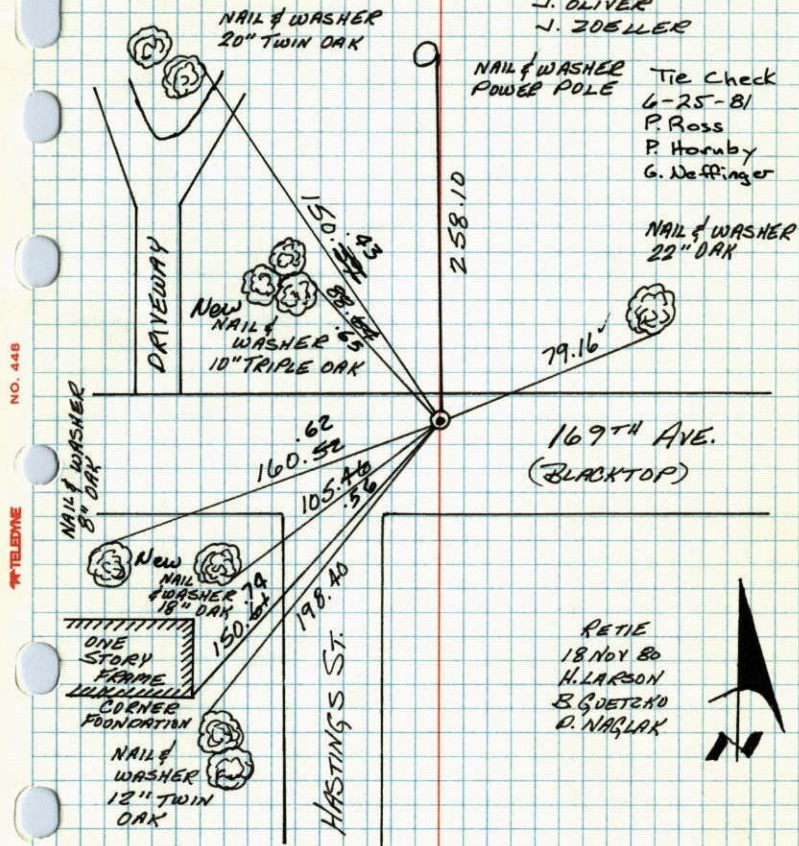 J. OLIVER
J. ZOELLER
NAIL & WASHER
20" TWIN OAK
NAIL & WASHER
POWER POLE
Tie Check
6-25-81
P. Ross
P. Hornby
G. Neffinger
258.10
150.
.43
NAIL & WASHER
22" OAK
DRIVEWAY
88.64
.65
New
NAIL &
WASHER
10" TRIPLE OAK
79.16 ✓
NO. 448
TELEDYNE
169TH AVE.
(BLACKTOP)
.62
160.52
105.46
.56
NAIL & WASHER
8" OAK
New
NAIL
& WASHER
18" OAK
.74
150.64
198.40
ONE
STORY
FRAME
CORNER
FOUNDATION
NAIL &
WASHER
12" TWIN
OAK
HASTINGS ST.
RETIE
18 NOV 80
H. LARSON
B. GUETZKO
D. NAGLAK
N